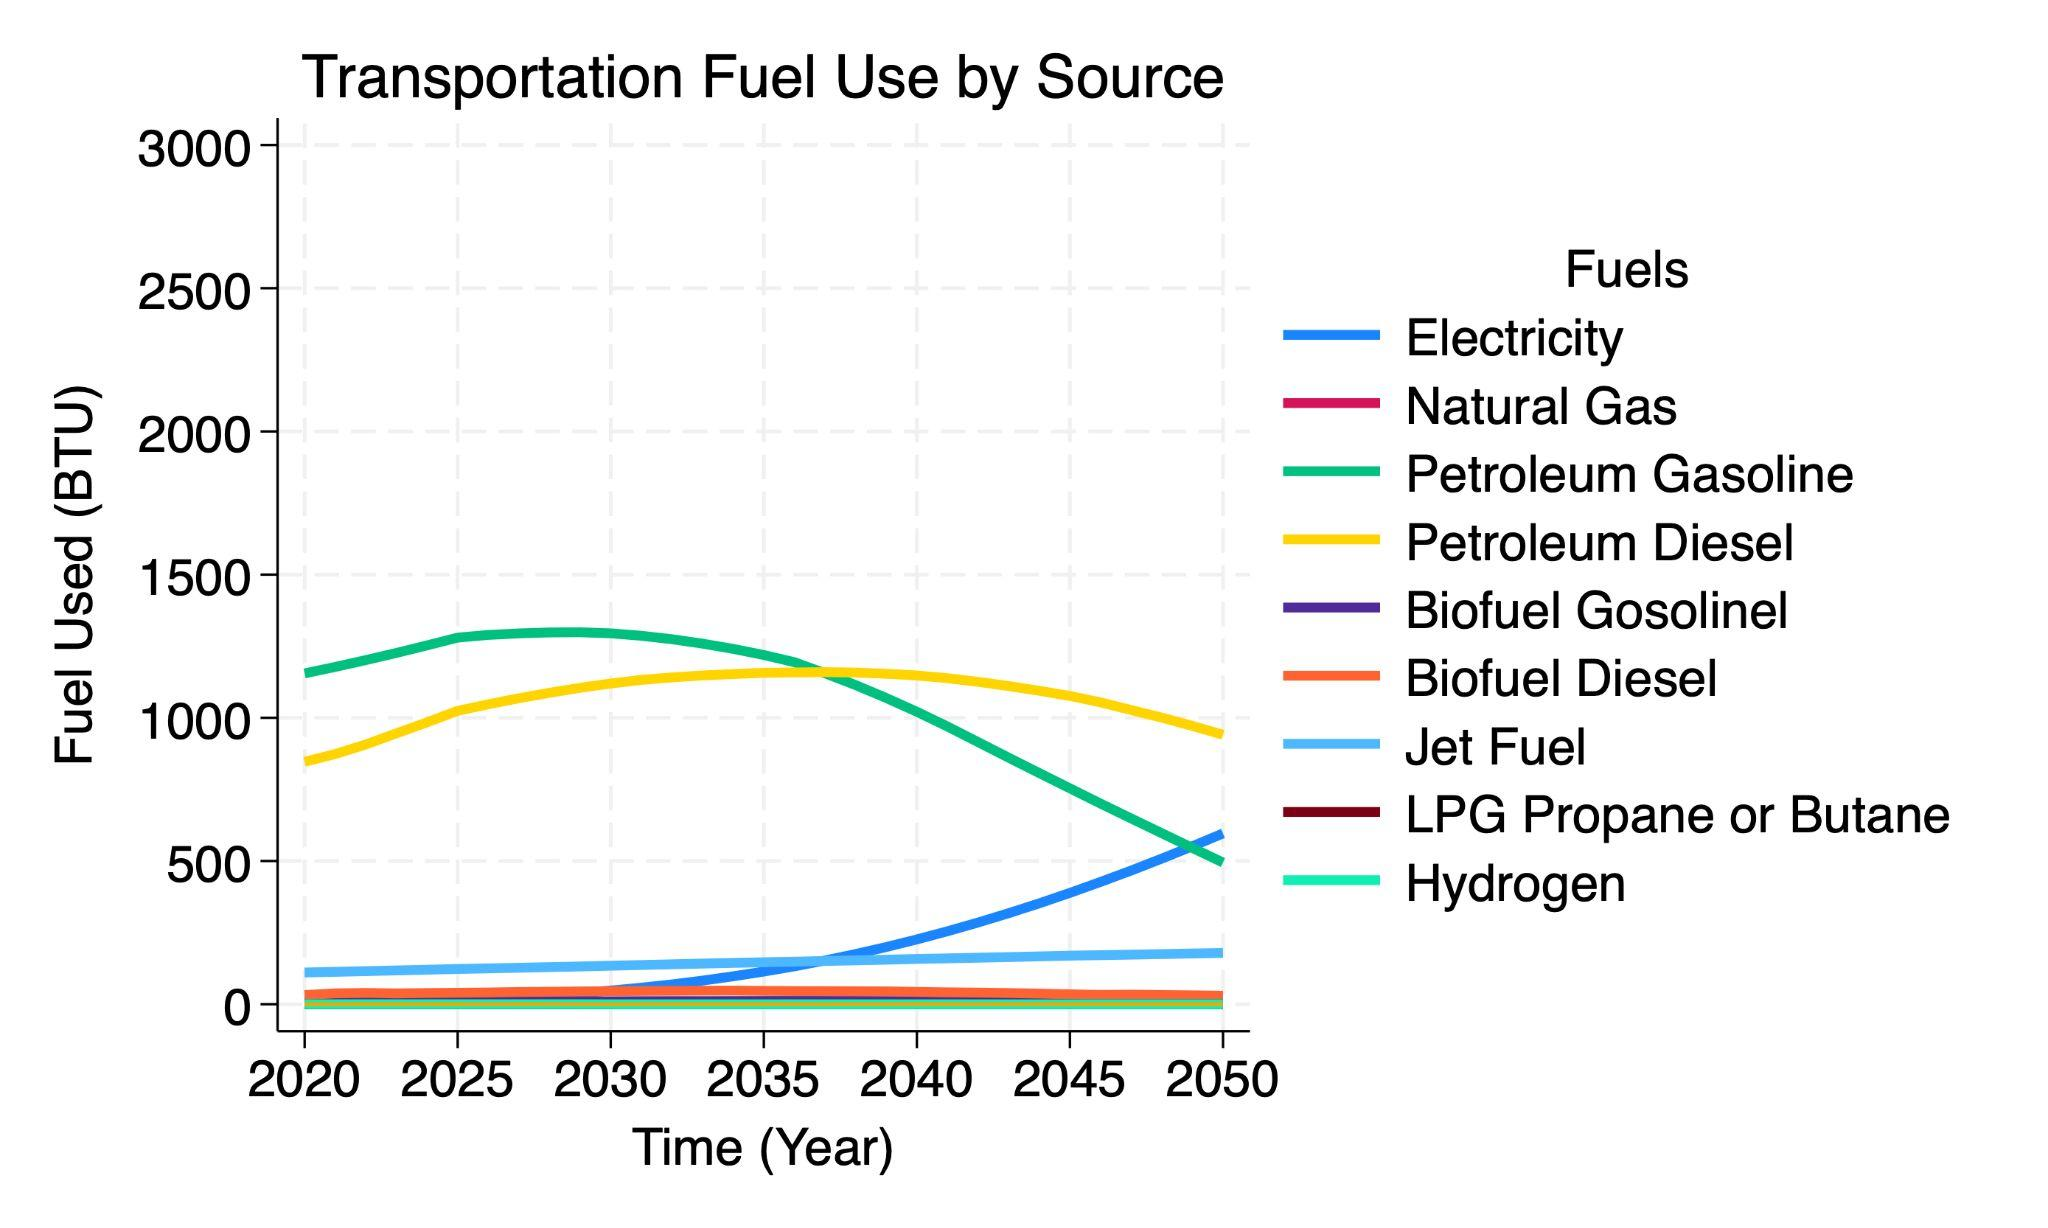 Transportation Fuel Use by Source
3000
2500
2000
1500
1000
500
0
Fuel Used (BTU)
2020 2025 2030 2035 2040 2045 2050
Time (Year)
Fuels
Electricity
Natural Gas
Petroleum Gasoline
Petroleum Diesel
Biofuel Gosolinel
Biofuel Diesel
Jet Fuel
LPG Propane or Butane
Hydrogen